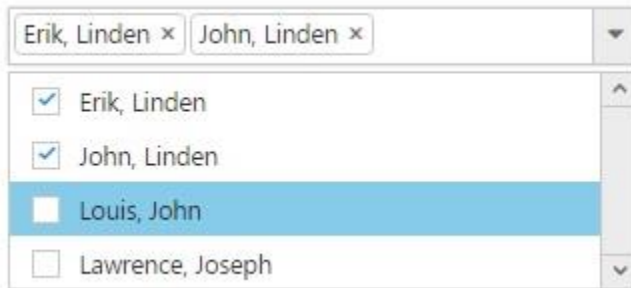 Erik, Linden × John, Linden ×
Erik, Linden
John, Linden
Louis, John
Lawrence, Joseph